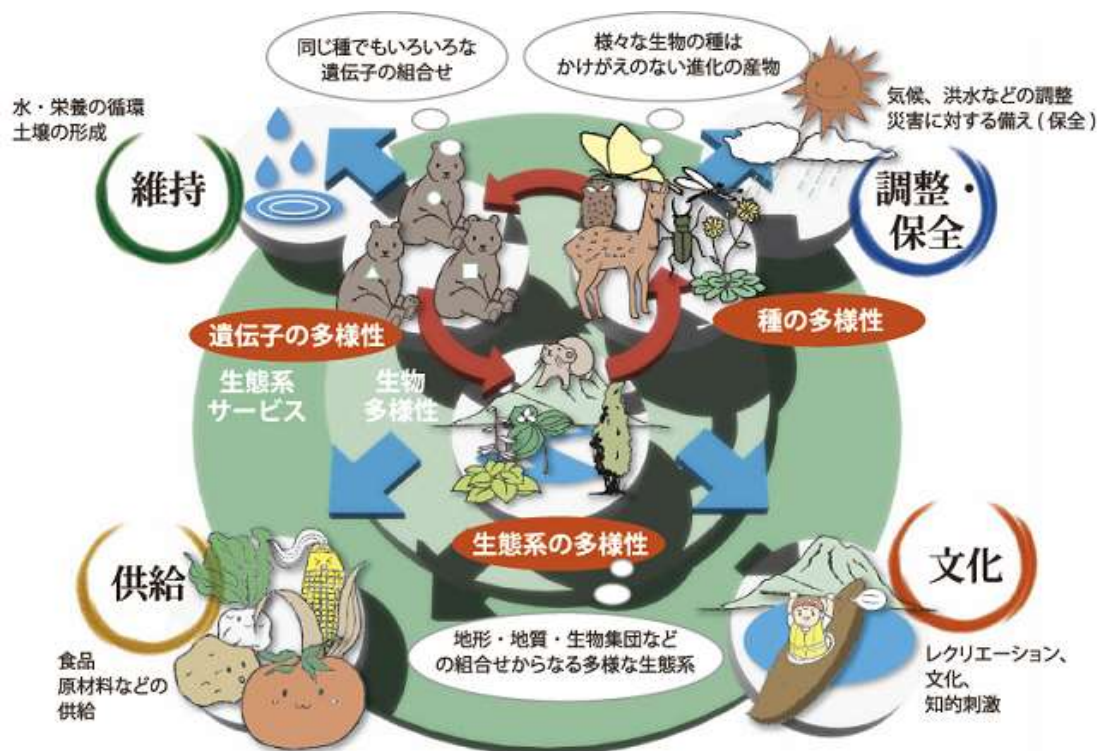 同じ種でもいろいろな
遺伝子の組合せ
様々な生物の種は
かけがえのない進化の産物
水・栄養の循環
土壌の形成
気候、洪水などの調整
災害に対する備え(保全)
維持
調整・
保全
遺伝子の多様性
種の多様性
生態系
サービス
生物
多様性
生態系の多様性
供給
文化
地形・地質・生物集団など
の組合せからなる多様な生態系
食品
原材料などの
供給
レクリエーション、
文化、
知的刺激